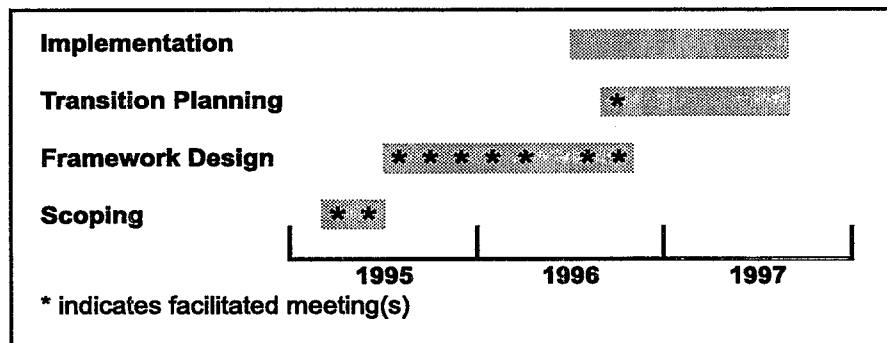 Implementation
Transition Planning *
Framework Design * * * * * * *
Scoping * *
1995 1996 1997
* indicates facilitated meeting(s)